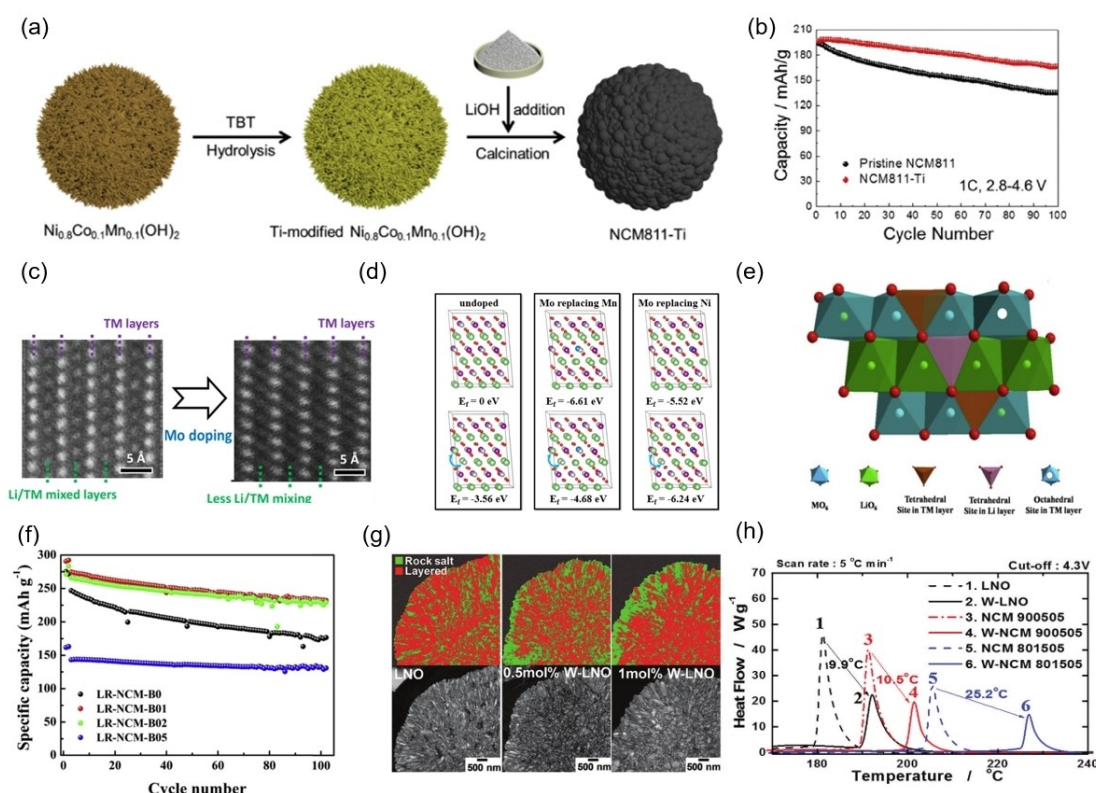 (a)
TBT
Hydrolysis
LiOH addition
Calcination
Ni0.8Co0.1Mn0.1(OH)2
Ti-modified Ni0.8Co0.1Mn0.1(OH)2
NCM811-Ti
(b)
Capacity / mAh/g
210
180
150
120
90
60
30
0
Pristine NCM811
NCM811-Ti
1C, 2.8-4.6 V
0 10 20 30 40 50 60 70 80 90 100
Cycle Number
(c)
TM layers
TM layers
Mo doping
5 Å
5 Å
Li/TM mixed layers
Less Li/TM mixing
(d)
undoped
Mo replacing Mn
Mo replacing Ni
Ef = 0 eV
Ef = -6.61 eV
Ef = -5.52 eV
Ef = -3.56 eV
Ef = -4.68 eV
Ef = -6.24 eV
(e)
MO6
LiO6
Tetrahedral
Site in TM layer
Tetrahedral
Site in Li layer
Octahedral
Site in TM layer
(f)
Specific capacity (mAh g-1)
300
250
200
150
100
50
0
LR-NCM-B0
LR-NCM-B01
LR-NCM-B02
LR-NCM-B05
0 20 40 60 80 100
Cycle number
(g)
Rock salt
Layered
LNO
0.5mol% W-LNO
1mol% W-LNO
500 nm
500 nm
500 nm
(h)
Scan rate : 5 °C min-1
Cut-off : 4.3V
Heat Flow / W g-1
70
60
50
40
30
20
10
0
1. LNO
2. W-LNO
3. NCM 900505
4. W-NCM 900505
5. NCM 801505
6. W-NCM 801505
1
9.9°C
2
3
10.5°C
4
5
25.2°C
6
180 200 220 240
Temperature / °C